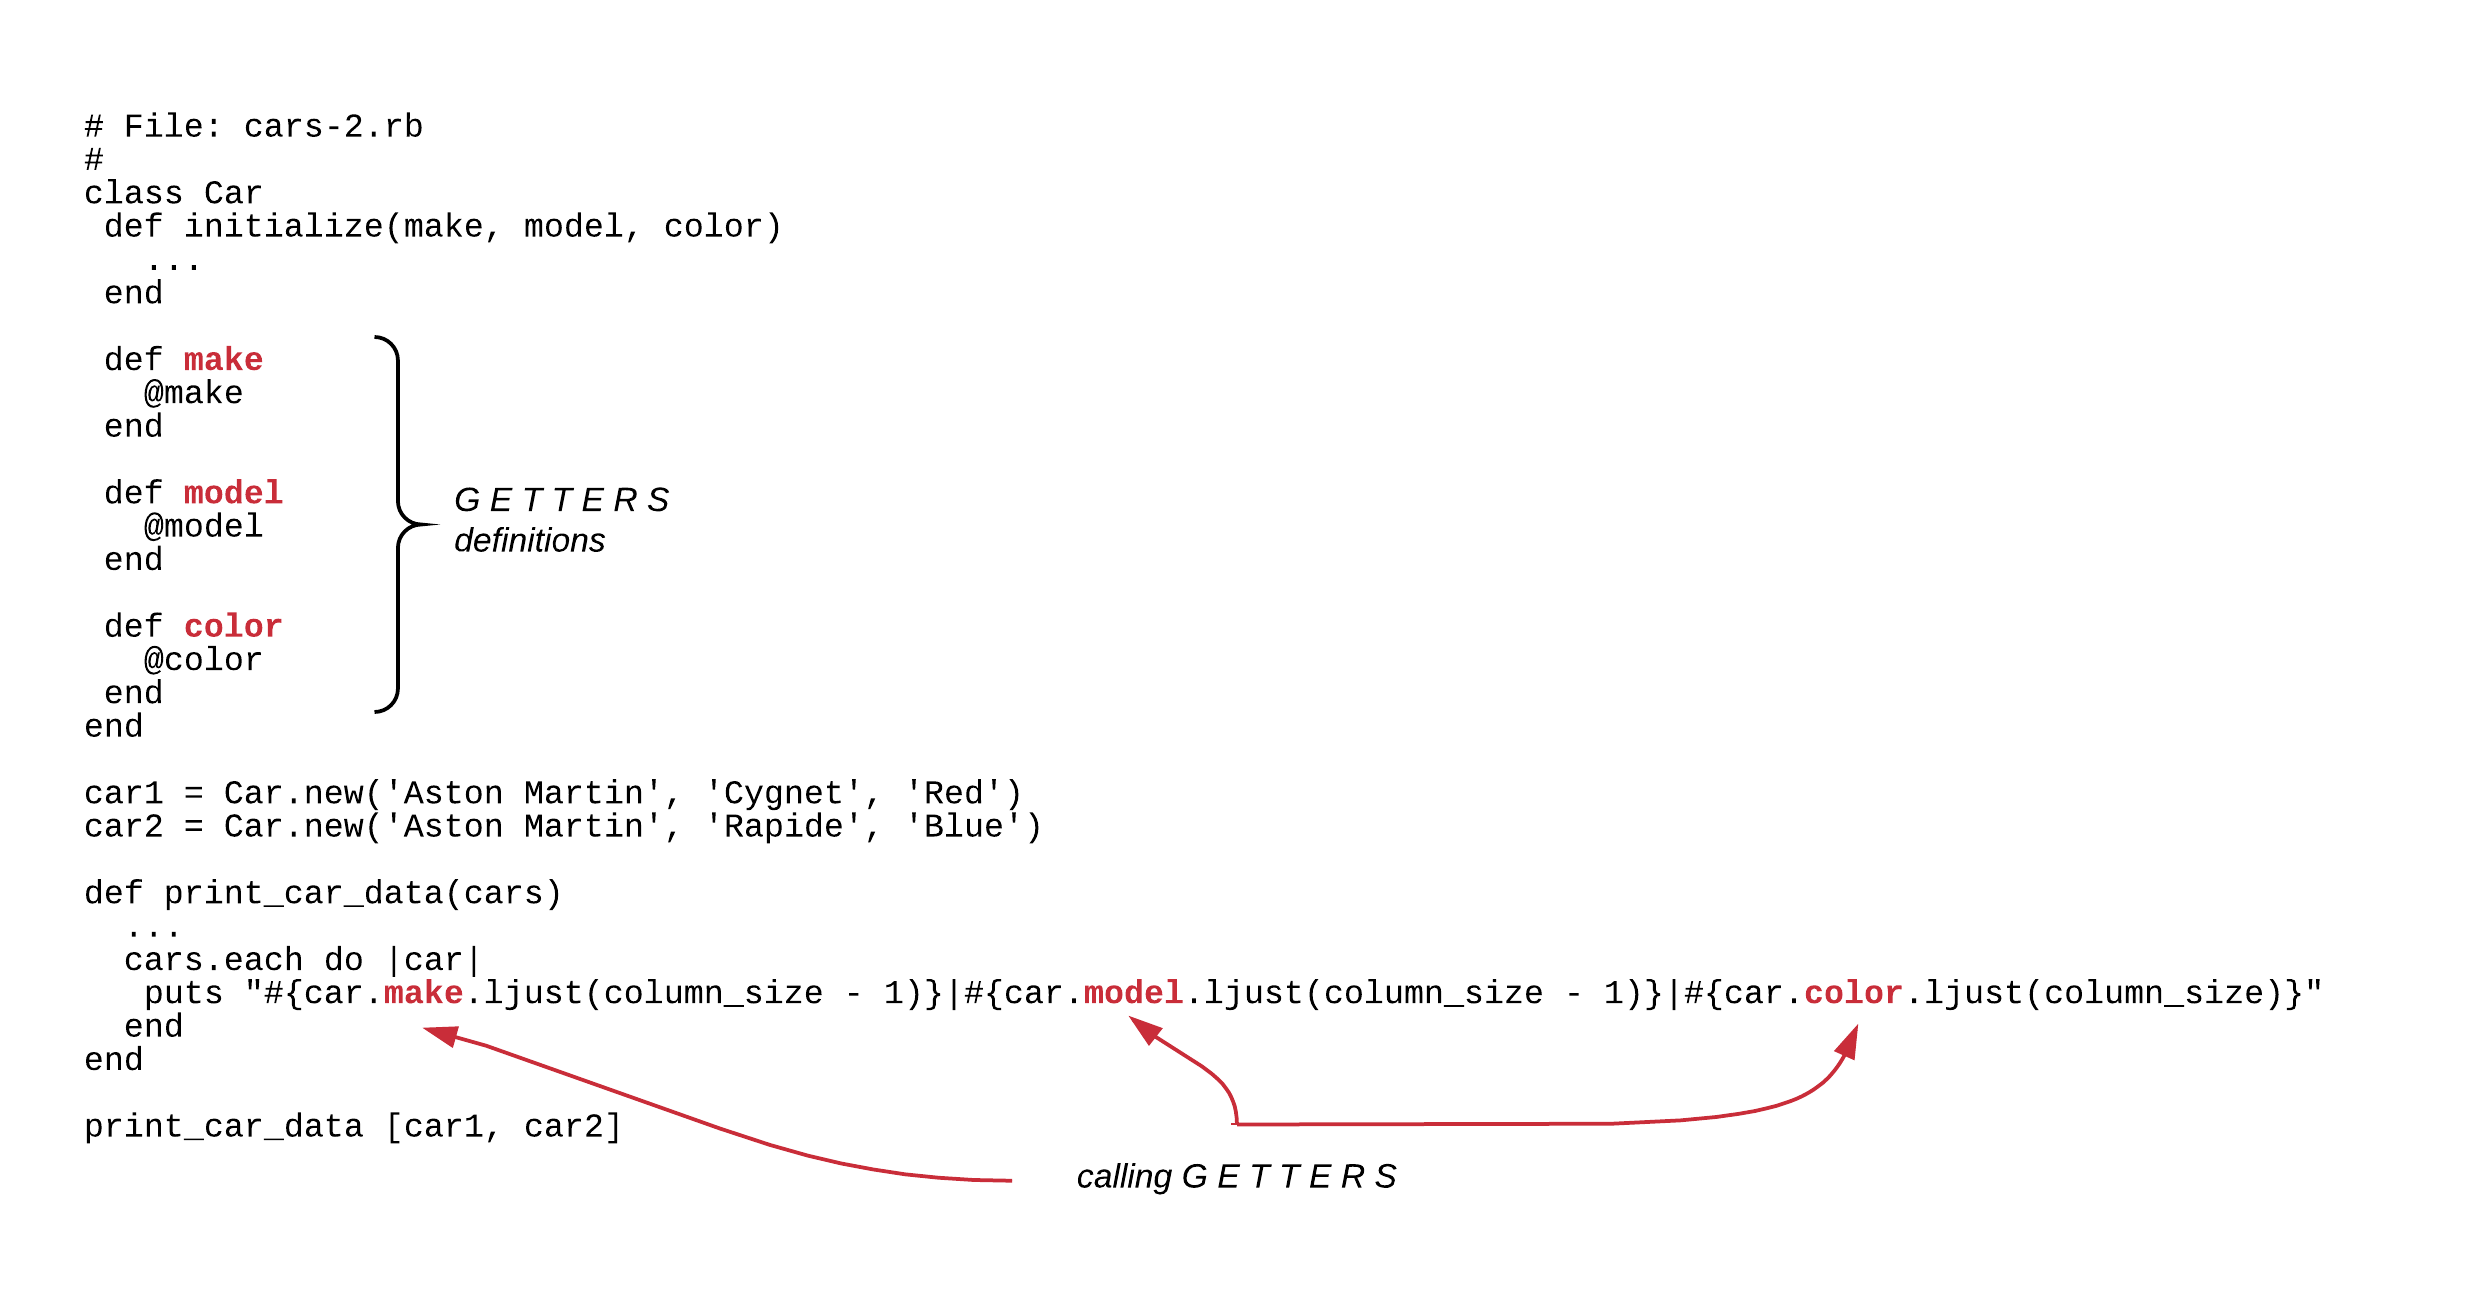 # File: cars-2.rb
#
class Car
 def initialize(make, model, color)
   ...
 end

 def make
   @make
 end

 def model
   @model
 end

 def color
   @color
 end
end

GETTERS
definitions

car1 = Car.new('Aston Martin', 'Cygnet', 'Red')
car2 = Car.new('Aston Martin', 'Rapide', 'Blue')

def print_car_data(cars)
  ...
  cars.each do |car|
   puts "#{car.make.ljust(column_size - 1)}|#{car.model.ljust(column_size - 1)}|#{car.color.ljust(column_size)}"
  end
end

print_car_data [car1, car2]

calling GETTERS